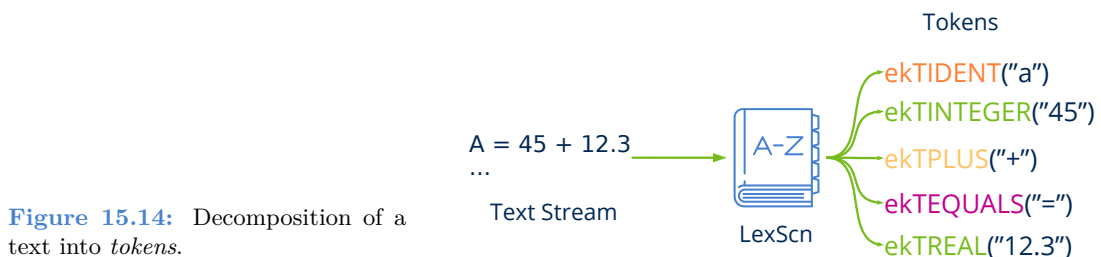 Tokens
ekTIDENT("a")
ekTINTEGER("45")
A = 45 + 12.3
...
A-Z
ekTPLUS("+")
Text Stream
LexScn
ekTEQUALS("=")
ekTREAL("12.3")
Figure 15.14: Decomposition of a
text into tokens.